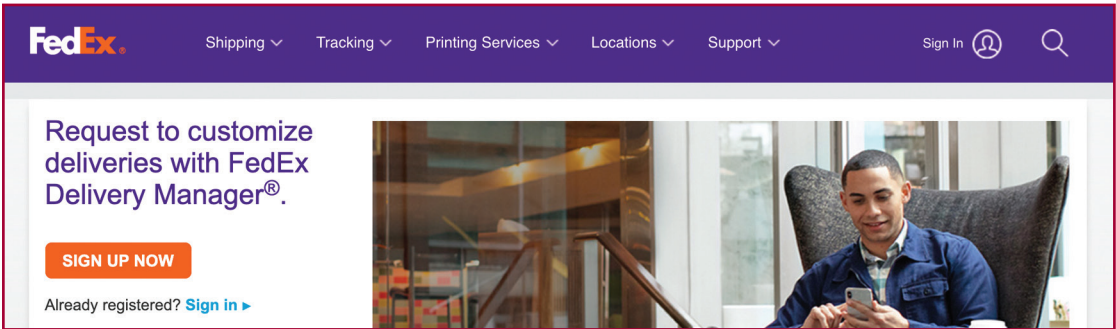 FedEx®
Shipping Tracking Printing Services Locations Support Sign In
Request to customize
deliveries with FedEx
Delivery Manager®.
SIGN UP NOW
Already registered? Sign in ▸